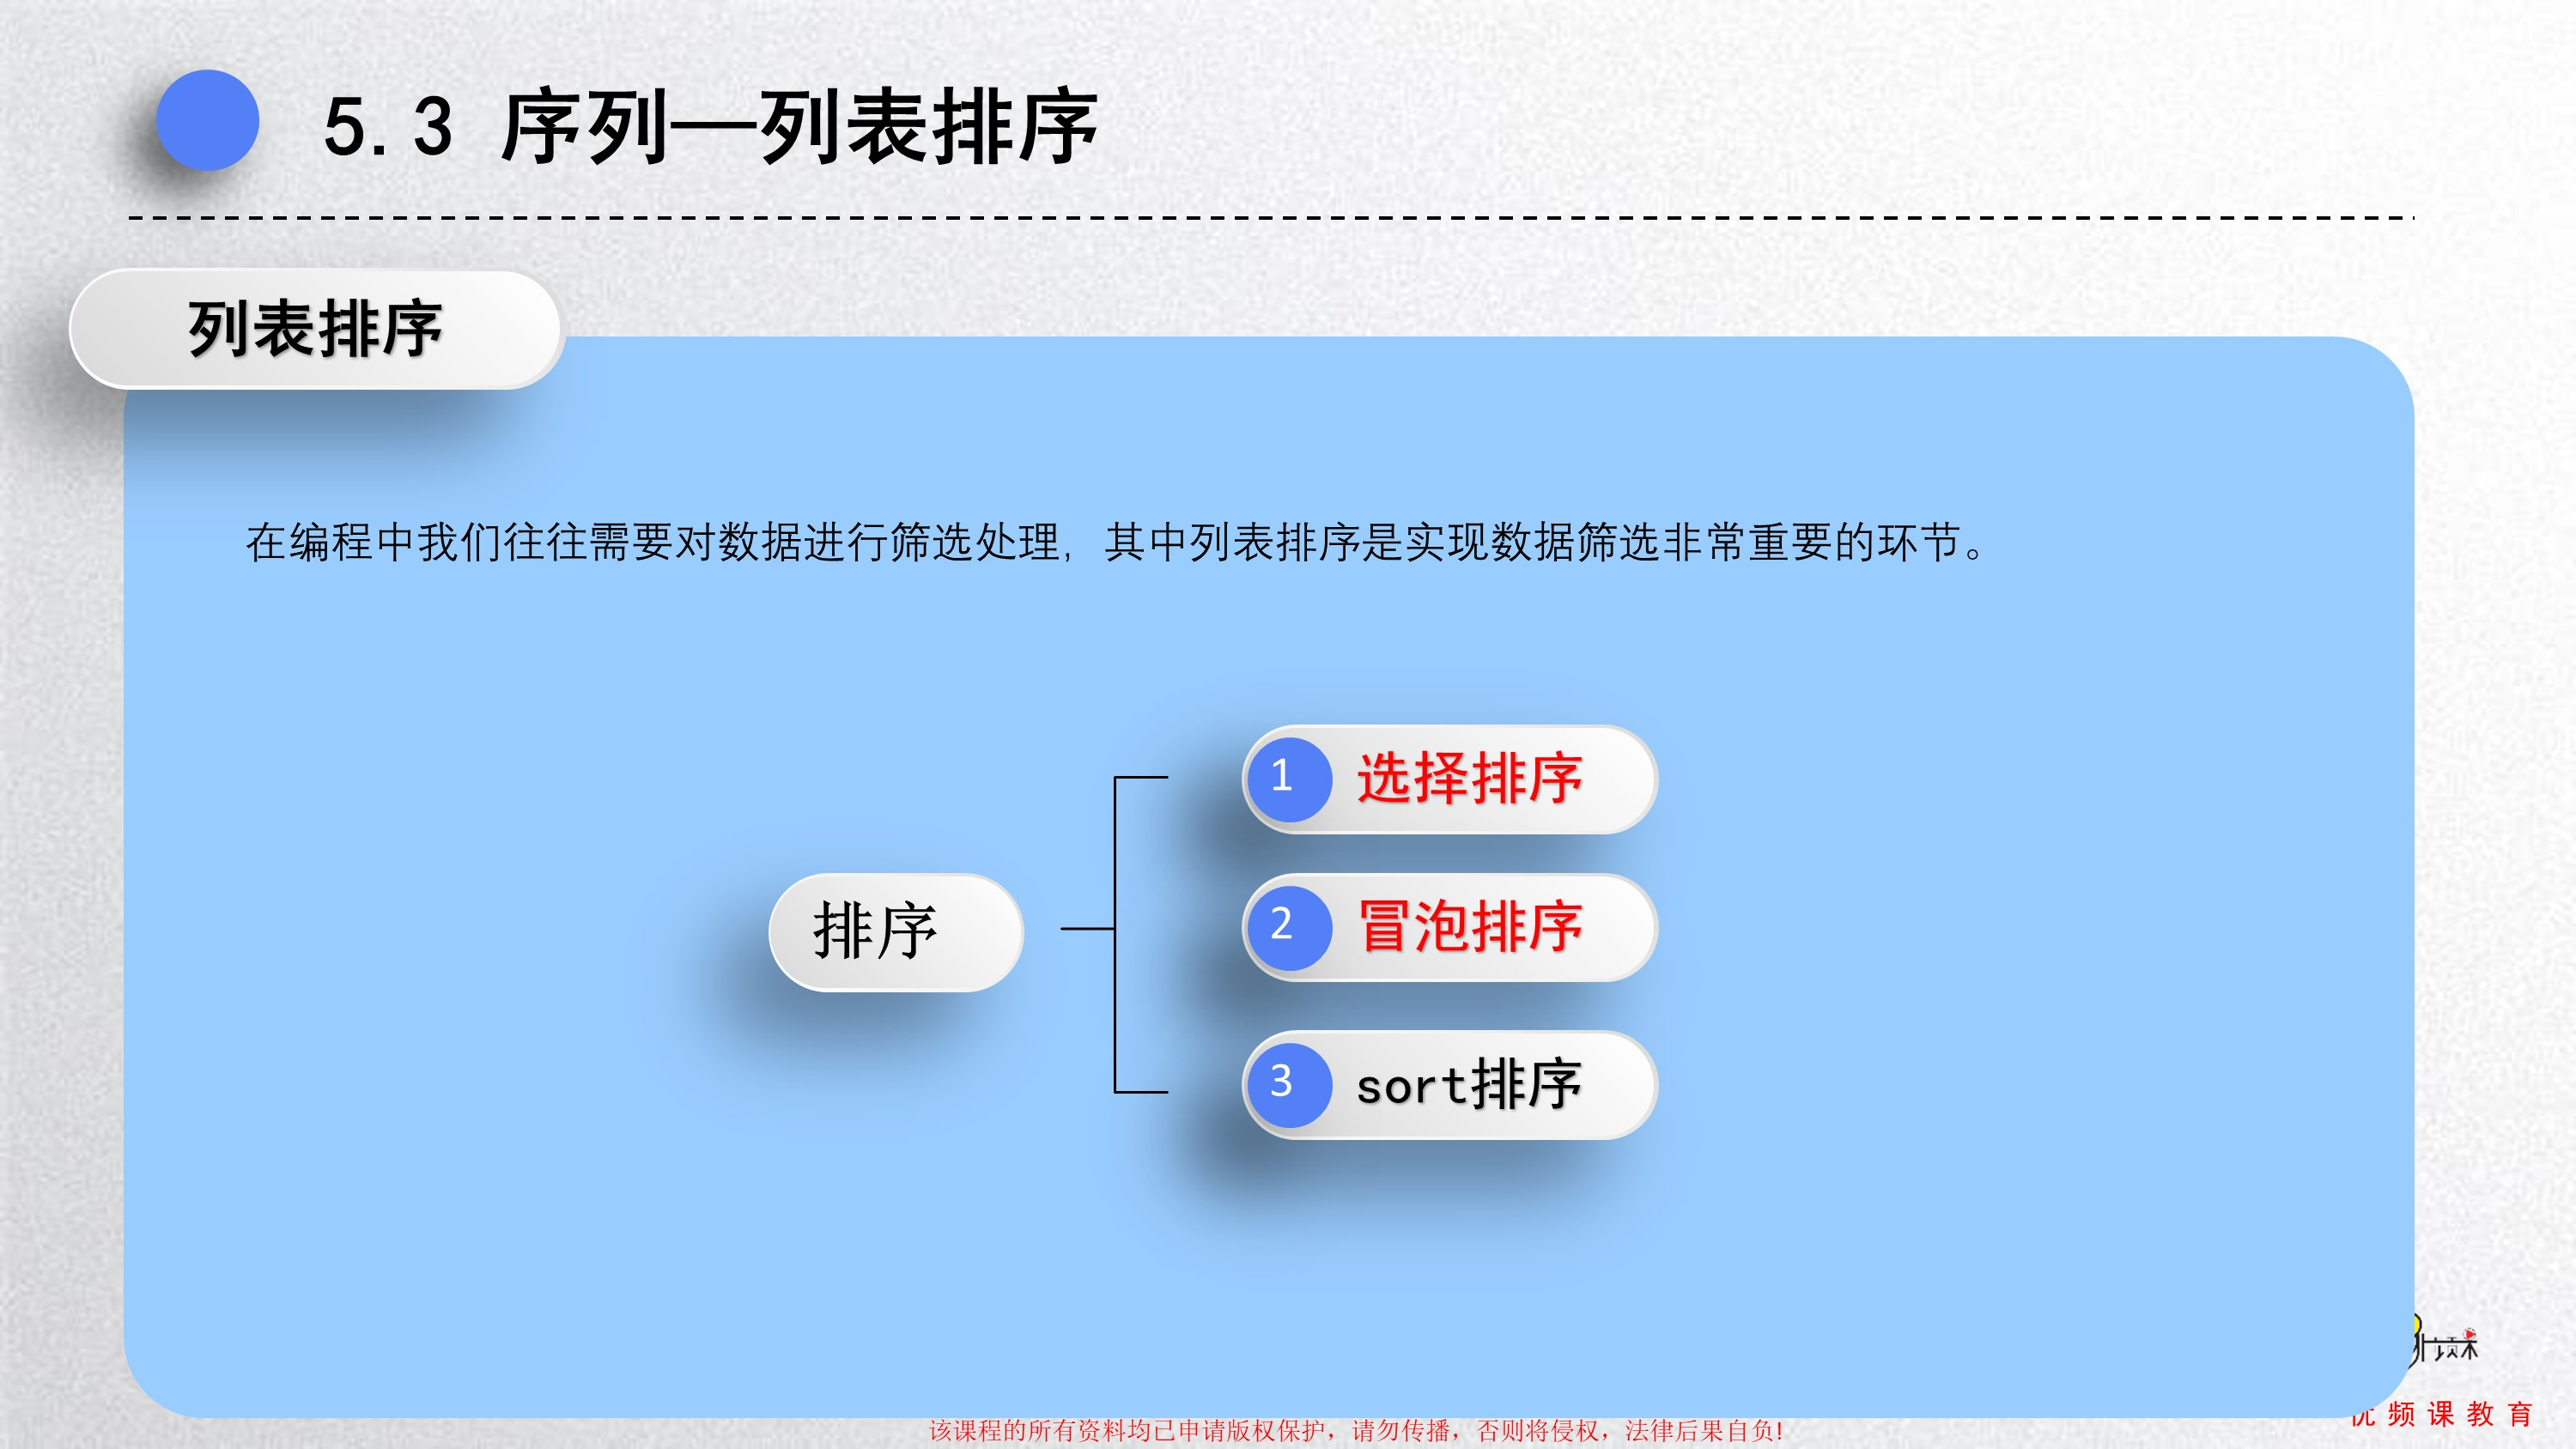 5.3 序列—列表排序
列表排序
在编程中我们往往需要对数据进行筛选处理，其中列表排序是实现数据筛选非常重要的环节。
排序
1 选择排序
2 冒泡排序
3 sort排序
优频课教育
该课程的所有资料均已申请版权保护，请勿传播，否则将侵权，法律后果自负!